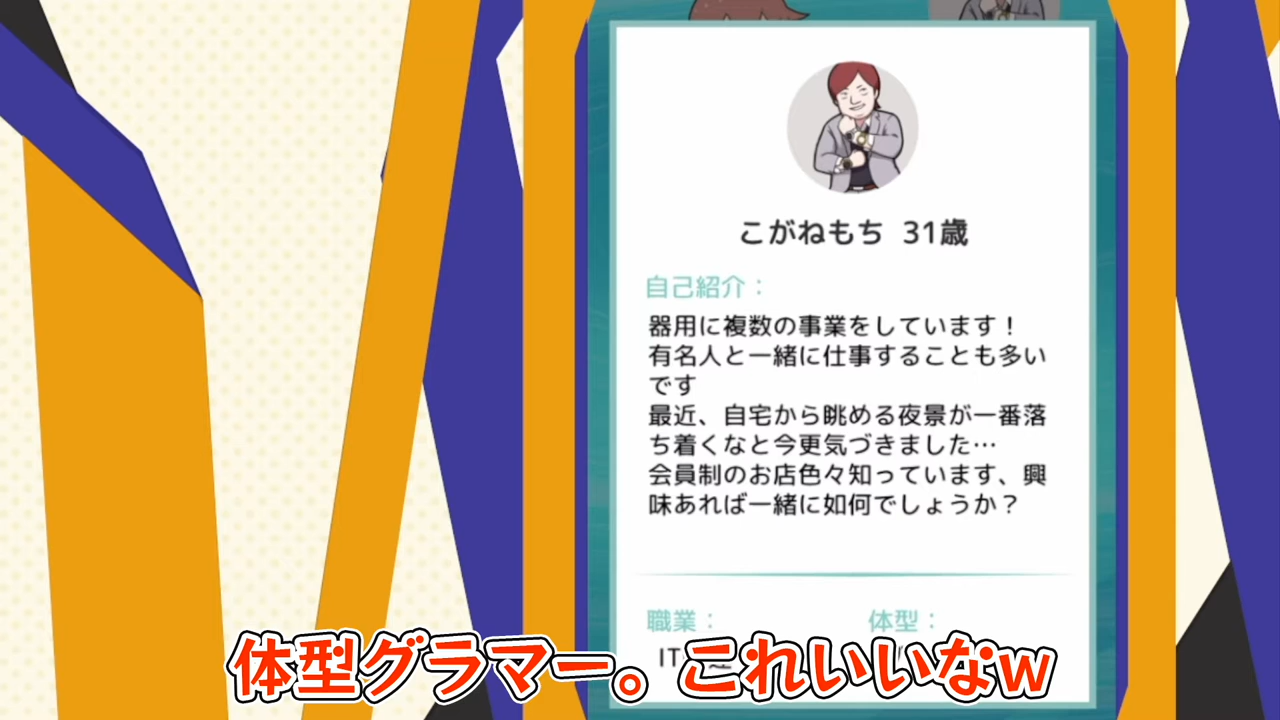 こがねもち 31歳
自己紹介：
器用に複数の事業をしています！
有名人と一緒に仕事することも多い
です
最近、自宅から眺める夜景が一番落
ち着くなと今更気づきました…
会員制のお店色々知っています、興
味あれば一緒に如何でしょうか？
職業： 体型：
IT
体型グラマー。これいいなw